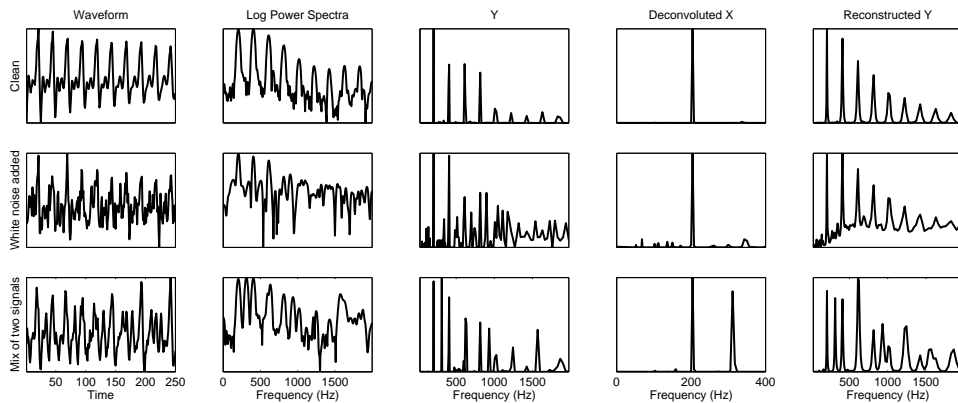 Waveform
Log Power Spectra
Y
Deconvoluted X
Reconstructed Y
Clean
White noise added
Mix of two signals
50 100 150 200 250
Time
0 500 1000 1500
Frequency (Hz)
500 1000 1500
Frequency (Hz)
0 200 400
Frequency (Hz)
500 1000 1500
Frequency (Hz)